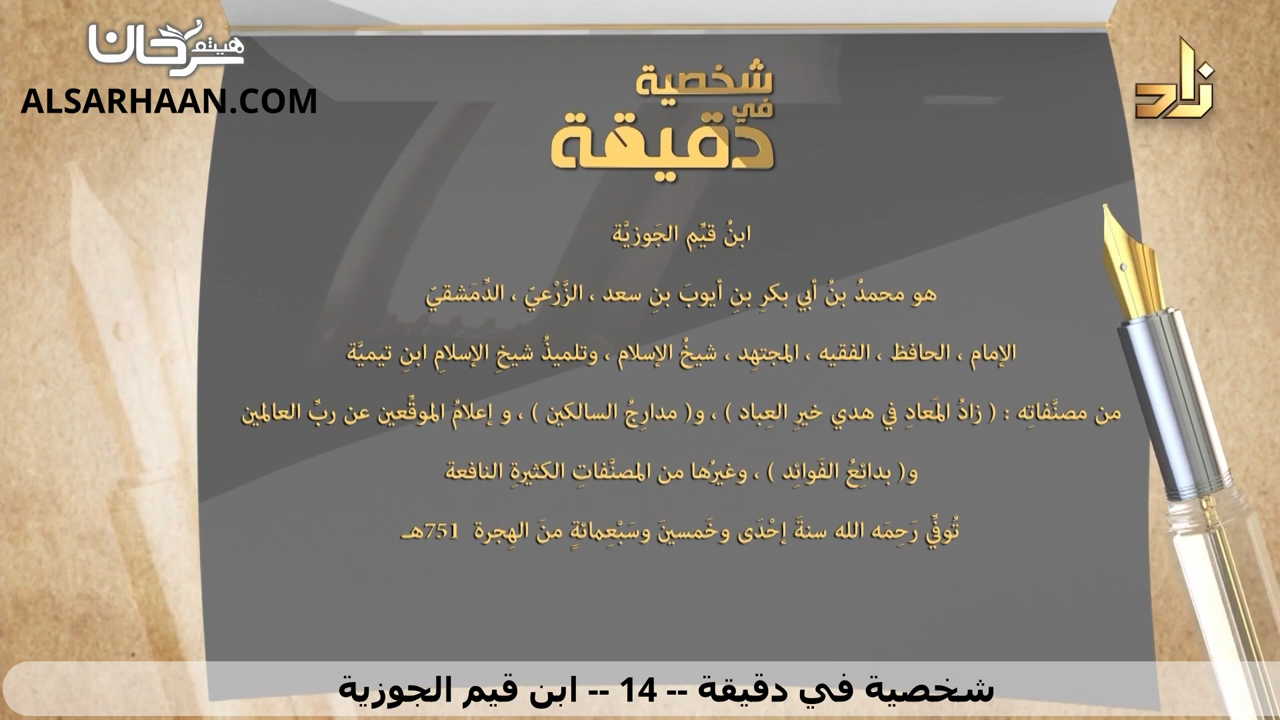 هيثم سرحان
ALSARHAAN.COM
زاد
شخصية
في
دقيقة
ابنُ قيِّم الجَوزيَّة
هو محمدُ بنُ أبي بكرِ بنِ أيوبَ بنِ سعد ، الزَّرْعيّ ، الدِّمَشقيّ
الإمام ، الحافظ ، الفقيه ، المجتهِد ، شيخُ الإسلام ، وتلميذُ شيخِ الإسلامِ ابنِ تيميَّة
من مصنَّفاتِه : ( زادُ المَعادِ في هدي خيرِ العِباد ) ، و( مدارِجُ السالكين ) ، و إعلامُ الموقِّعين عن ربِّ العالمين
و( بدائِعُ الفَوائِد ) ، وغيرُها من المصنَّفاتِ الكثيرةِ النافعة
تُوفِّي رَحِمَه الله سنةَ إحْدَى وخَمسينَ وسَبْعِمائةٍ منَ الهِجرة 751هـ
شخصية في دقيقة -- 14 -- ابن قيم الجوزية